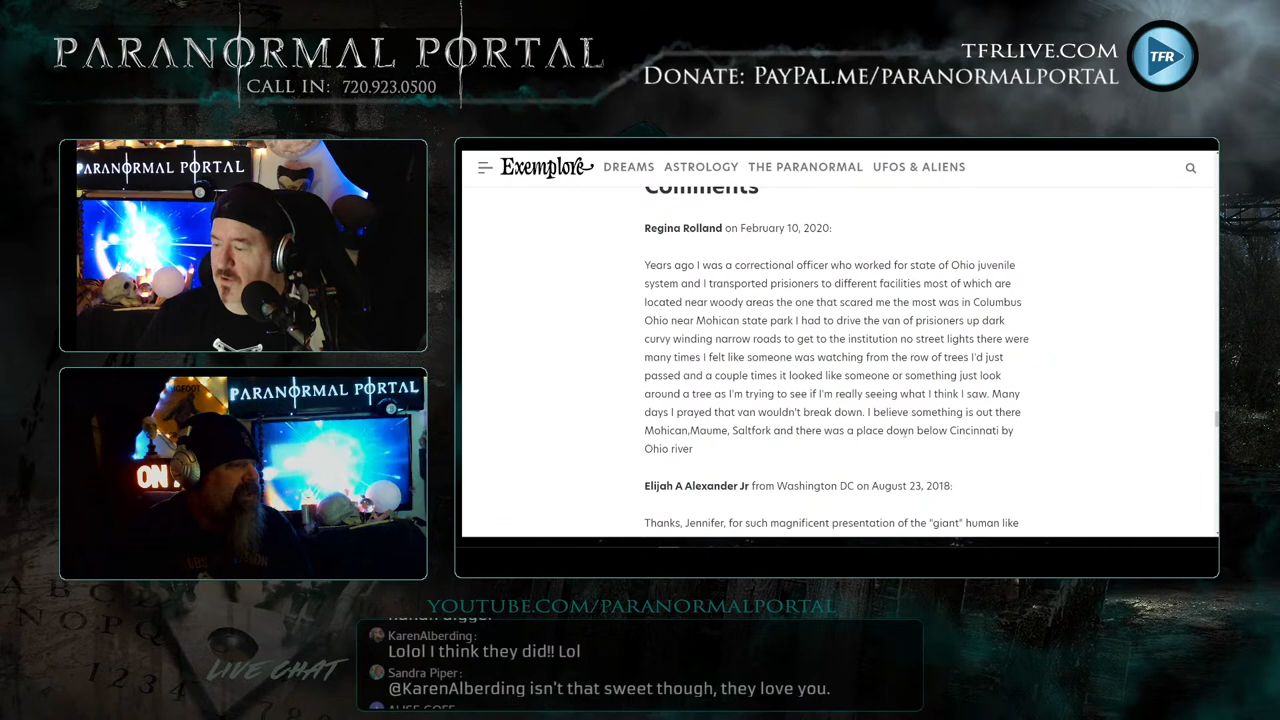 PARANORMAL PORTAL
CALL IN: 720.923.0500
TFRLIVE.COM
DONATE: PAYPAL.ME/PARANORMALPORTAL
TFR
PARANORMAL PORTAL
BIGFOOT
PARANORMAL PORTAL
ON
Exemplore
DREAMS ASTROLOGY THE PARANORMAL UFOS & ALIENS
Comments
Regina Rolland on February 10, 2020:
Years ago I was a correctional officer who worked for state of Ohio juvenile
system and I transported prisioners to different facilities most of which are
located near woody areas the one that scared me the most was in Columbus
Ohio near Mohican state park I had to drive the van of prisioners up dark
curvy winding narrow roads to get to the institution no street lights there were
many times I felt like someone was watching from the row of trees I'd just
passed and a couple times it looked like someone or something just look
around a tree as I'm trying to see if I'm really seeing what I think I saw. Many
days I prayed that van wouldn't break down. I believe something is out there
Mohican,Maume, Saltfork and there was a place down below Cincinnati by
Ohio river
Elijah A Alexander Jr from Washington DC on August 23, 2018:
Thanks, Jennifer, for such magnificent presentation of the "giant" human like
YOUTUBE.COM/PARANORMALPORTAL
KarenAlberding:
Lolol I think they did!! Lol
Sandra Piper:
@KarenAlberding isn't that sweet though, they love you.
LIVE CHAT
A B C D
N O P Q
1 2 3 4